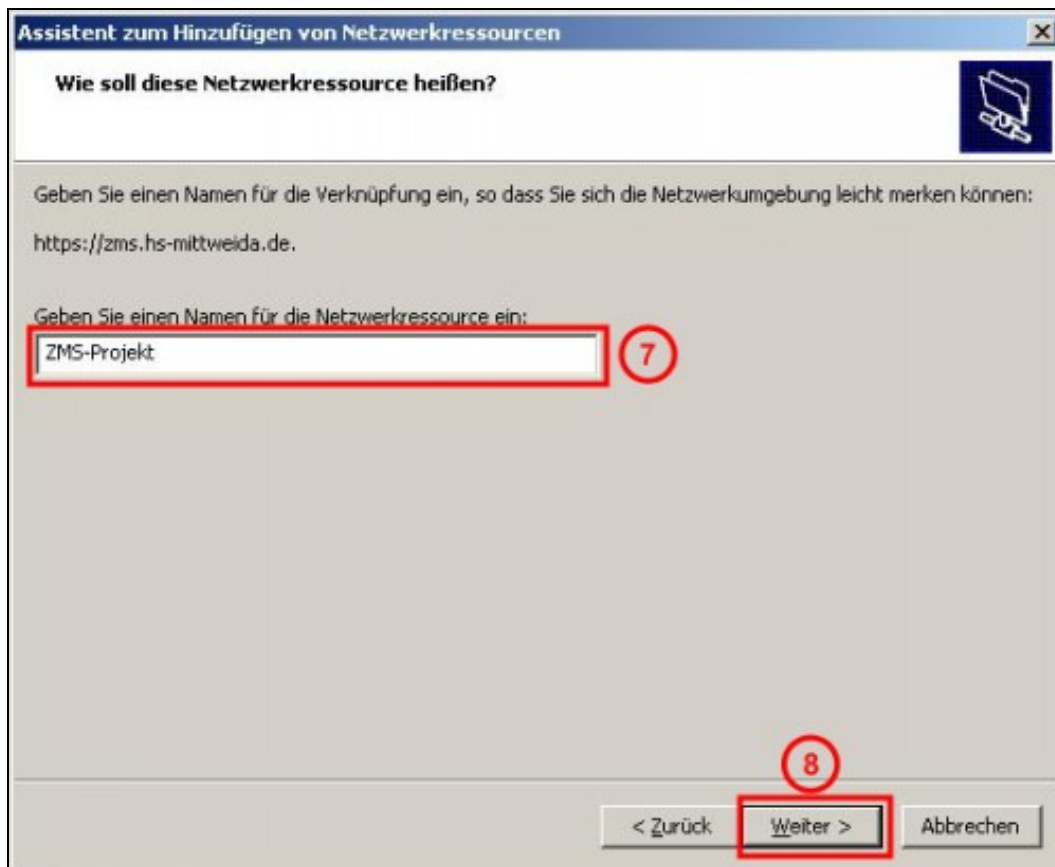 Assistent zum Hinzufügen von Netzwerkressourcen
Wie soll diese Netzwerkressource heißen?
Geben Sie einen Namen für die Verknüpfung ein, so dass Sie sich die Netzwerkumgebung leicht merken können:
https://zms.hs-mittweida.de.
Geben Sie einen Namen für die Netzwerkressource ein:
ZMS-Projekt
7
8
< Zurück Weiter > Abbrechen